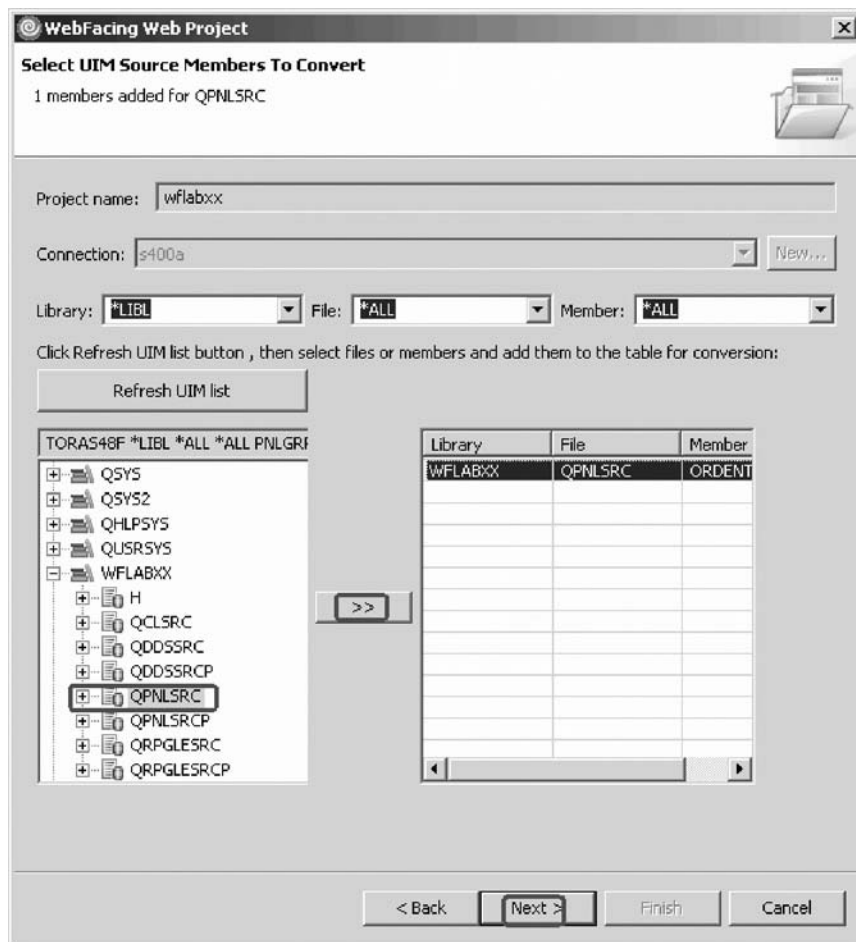 WebFacing Web Project
Select UIM Source Members To Convert
1 members added for QPNLSRC
Project name: wflabxx
Connection: s400a New...
Library: *LIBL File: *ALL Member: *ALL
Click Refresh UIM list button , then select files or members and add them to the table for conversion:
Refresh UIM list
TORAS48F *LIBL *ALL *ALL PNLGRF
QSYS
QSYS2
QHLPSYS
QUSRSYS
WFLABXX
H
QCLSRC
QDDSSRC
QDDSSRCP
QPNLSRC
QPNLSRCP
QRPGLESRC
QRPGLESRCP
>>
Library File Member
WFLABXX QPNLSRC ORDENT
< Back Next > Finish Cancel